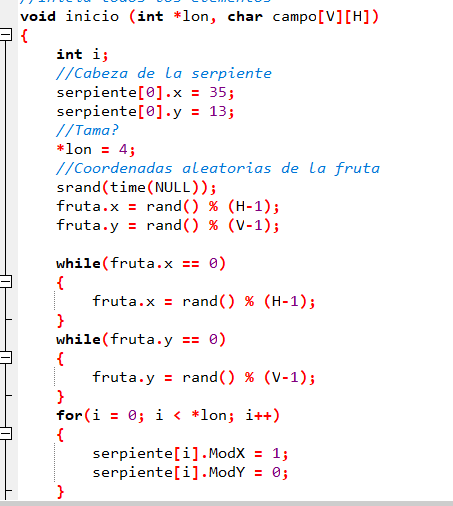 //Inicia todos los elementos
void inicio (int *lon, char campo[V][H])
{
int i;
//Cabeza de la serpiente
serpiente[0].x = 35;
serpiente[0].y = 13;
//Tama?
*lon = 4;
//Coordenadas aleatorias de la fruta
srand(time(NULL));
fruta.x = rand() % (H-1);
fruta.y = rand() % (V-1);
while(fruta.x == 0)
{
fruta.x = rand() % (H-1);
}
while(fruta.y == 0)
{
fruta.y = rand() % (V-1);
}
for(i = 0; i < *lon; i++)
{
serpiente[i].ModX = 1;
serpiente[i].ModY = 0;
}